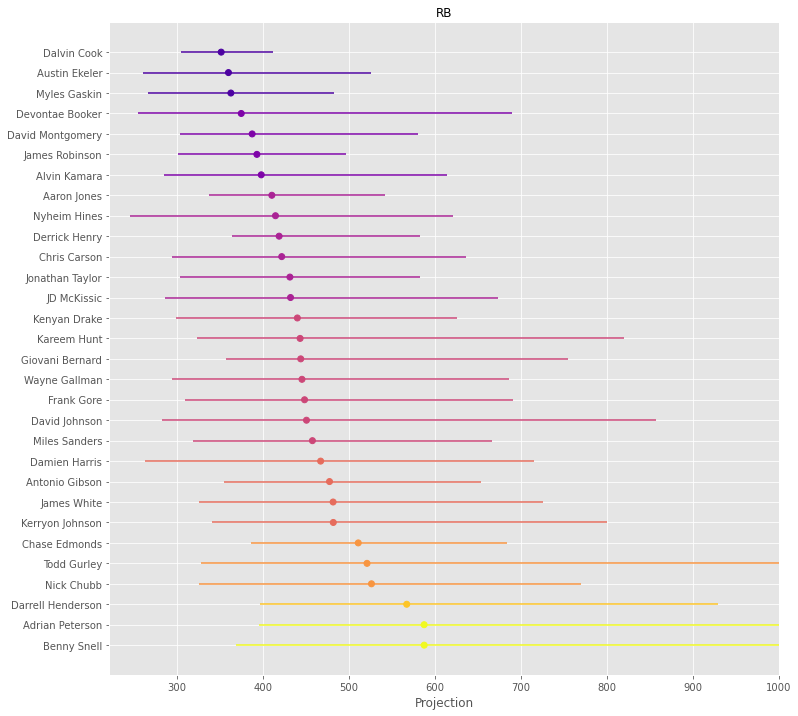 RB
Dalvin Cook
Austin Ekeler
Myles Gaskin
Devontae Booker
David Montgomery
James Robinson
Alvin Kamara
Aaron Jones
Nyheim Hines
Derrick Henry
Chris Carson
Jonathan Taylor
JD McKissic
Kenyan Drake
Kareem Hunt
Giovani Bernard
Wayne Gallman
Frank Gore
David Johnson
Miles Sanders
Damien Harris
Antonio Gibson
James White
Kerryon Johnson
Chase Edmonds
Todd Gurley
Nick Chubb
Darrell Henderson
Adrian Peterson
Benny Snell
300 400 500 600 700 800 900 1000
Projection